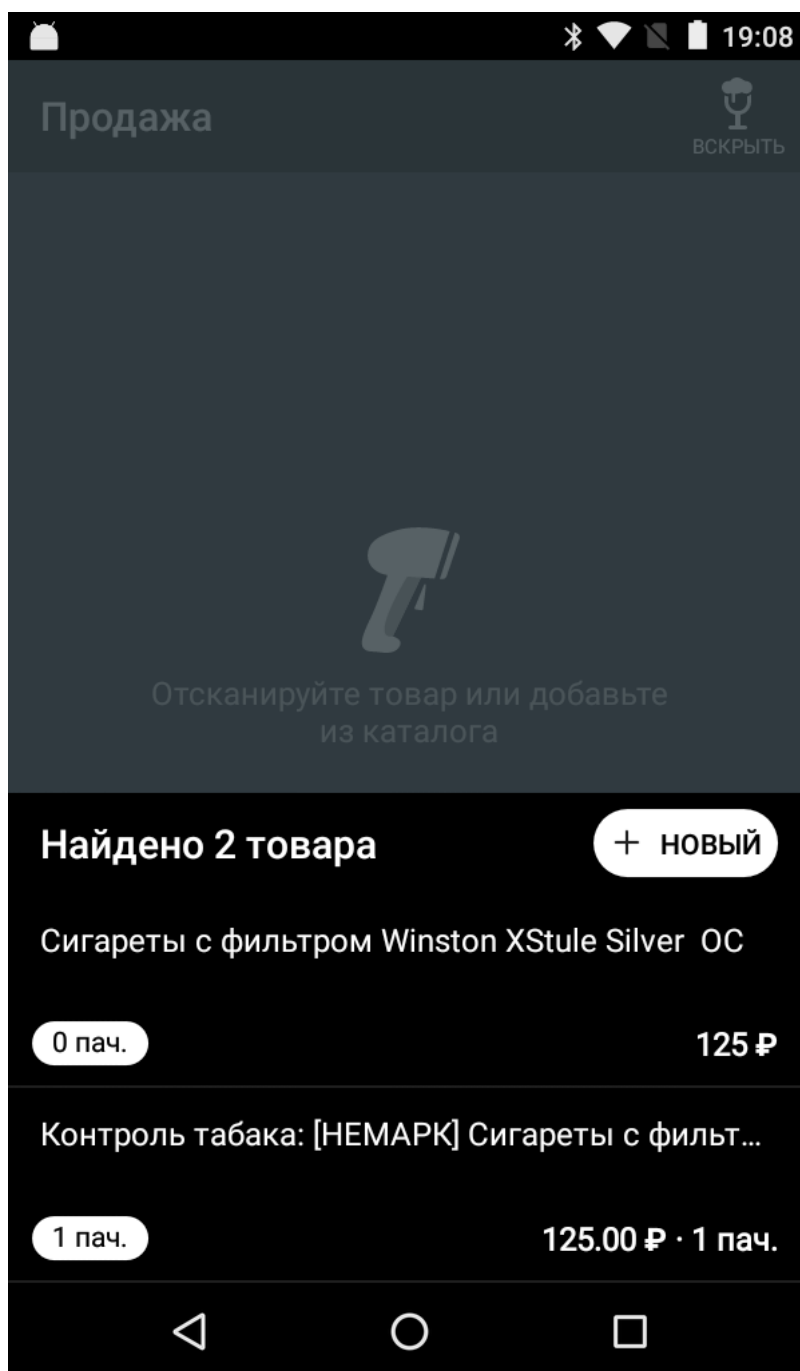 19:08
Продажа
ВСКРЫТЬ
Отсканируйте товар или добавьте
из каталога
Найдено 2 товара
+ НОВЫЙ
Сигареты с фильтром Winston XStule Silver  ОС
0 пач.
125 ₽
Контроль табака: [НЕМАРК] Сигареты с фильт...
1 пач.
125.00 ₽ · 1 пач.